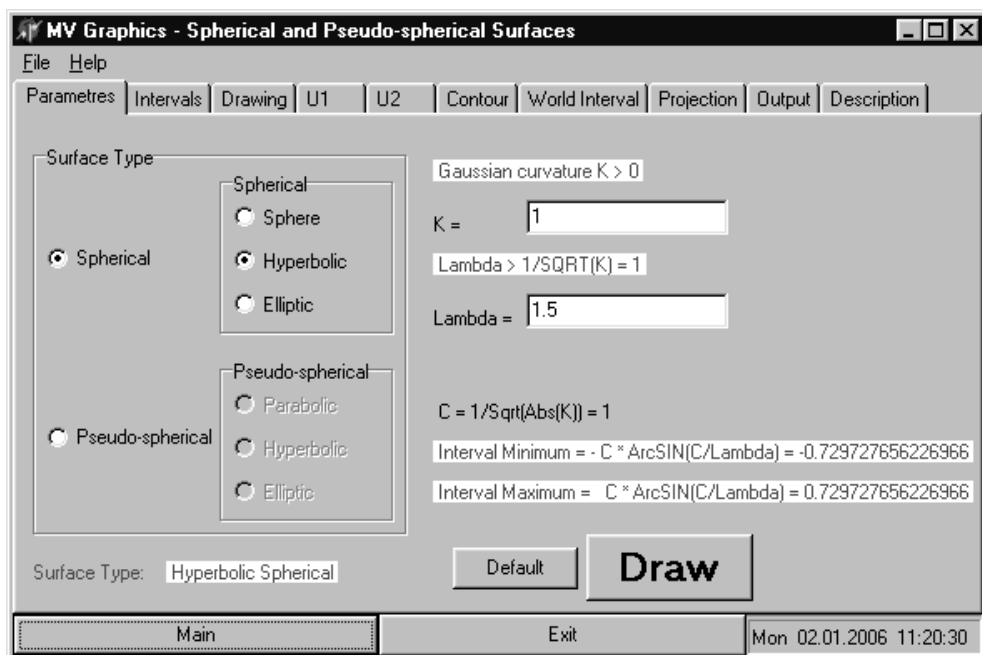 MV Graphics - Spherical and Pseudo-spherical Surfaces
File Help
Parametres Intervals Drawing U1 U2 Contour World Interval Projection Output Description
Surface Type
Spherical
Spherical
Sphere
Hyperbolic
Elliptic
Pseudo-spherical
Pseudo-spherical
Parabolic
Hyperbolic
Elliptic
Surface Type: Hyperbolic Spherical
Gaussian curvature K > 0
K = 1
Lambda > 1/SQRT(K) = 1
Lambda = 1.5
C = 1/Sqrt(Abs(K)) = 1
Interval Minimum = - C * ArcSIN(C/Lambda) = -0.729727656226966
Interval Maximum = C * ArcSIN(C/Lambda) = 0.729727656226966
Default Draw
Main Exit Mon 02.01.2006 11:20:30